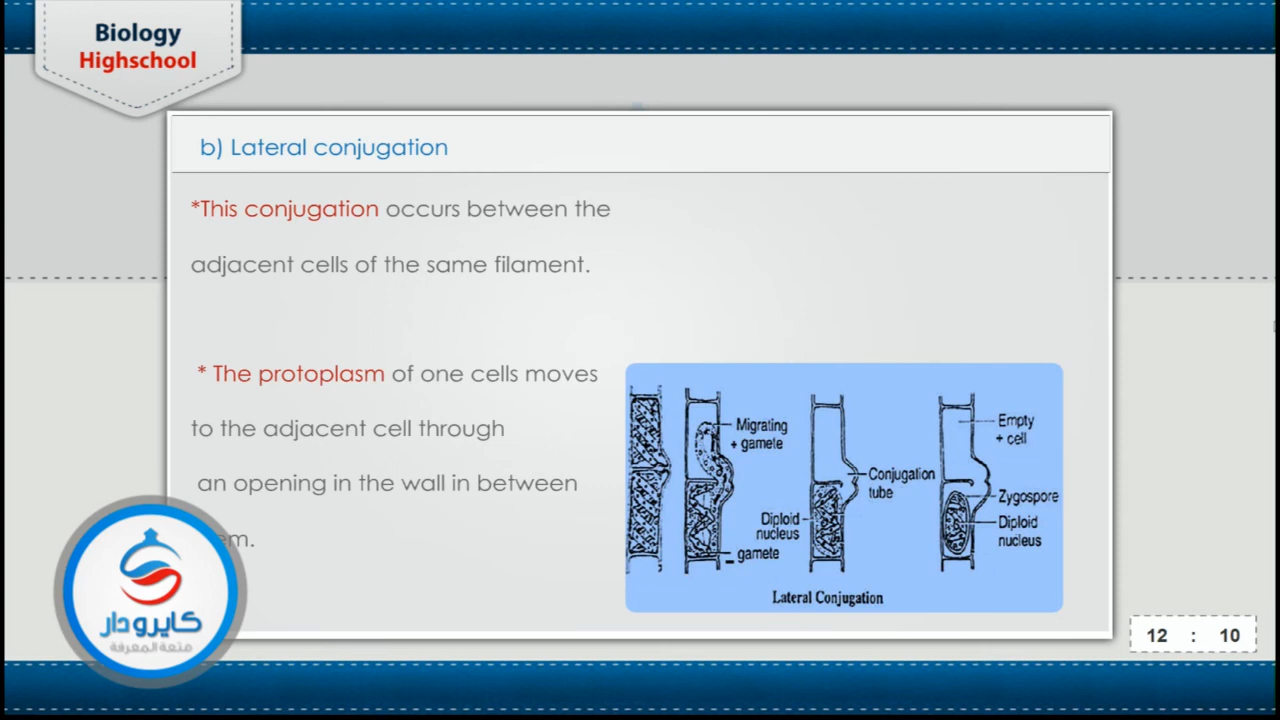 Biology
Highschool
b) Lateral conjugation
*This conjugation occurs between the
adjacent cells of the same filament.
* The protoplasm of one cells moves
to the adjacent cell through
an opening in the wall in between
em.
Migrating
+ gamete
Conjugation
tube
Diploid
nucleus
gamete
Empty
+ cell
Zygospore
Diploid
nucleus
Lateral Conjugation
كايرودار
متعة المعرفة
12 : 10